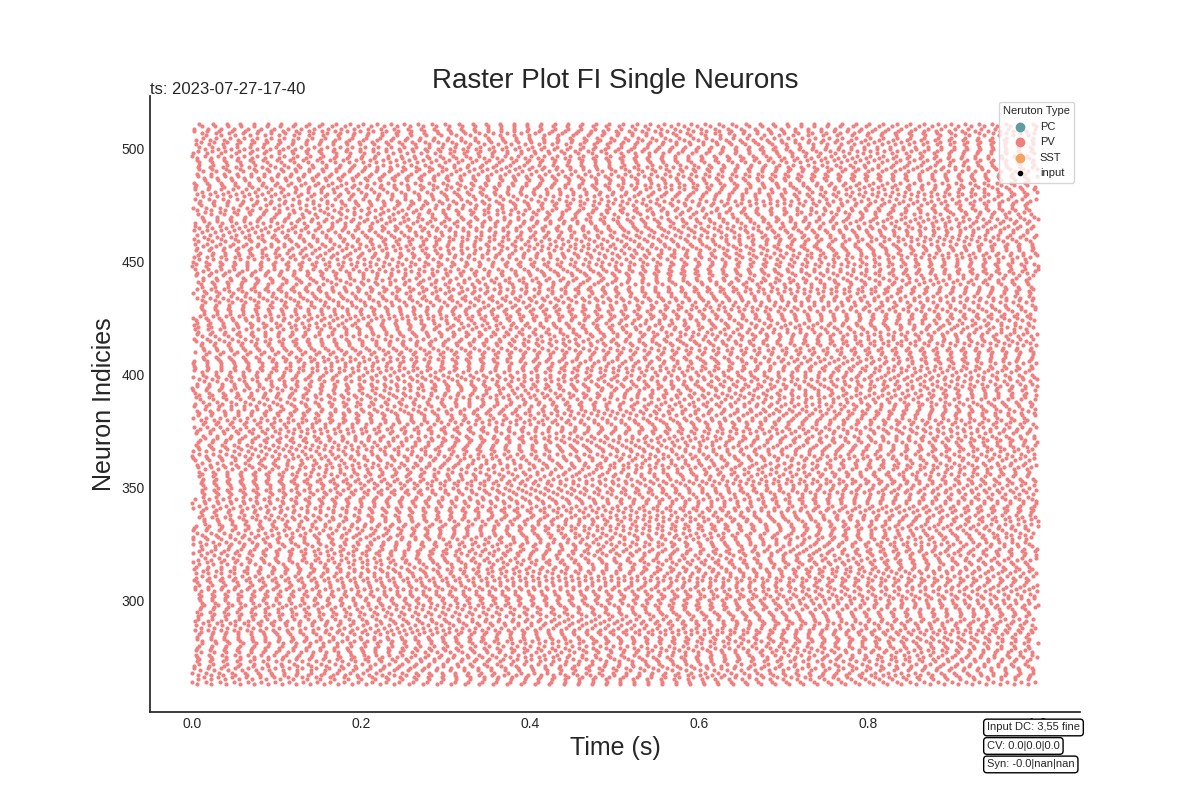 Raster Plot FI Single Neurons
ts: 2023-07-27-17-40
Neruton Type
PC
PV
SST
input
500
450
400
350
300
Neuron Indicies
0.0
0.2
0.4
0.6
0.8
Time (s)
Input DC: 3,55 fine
CV: 0.0|0.0|0.0
Syn: -0.0|nan|nan